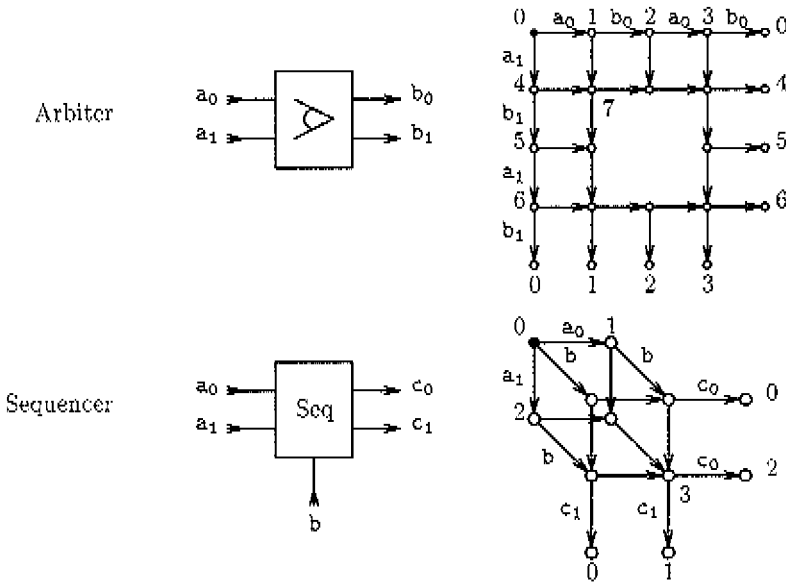 0 a0 1 b0 2 a0 3 b0 0
a1
4 4
Arbiter a0 b0
a1 b1
b1 7
5 5
a1
6 6
b1
0 1 2 3
0 a0 1
b b
a1
Sequencer a0 Seq c0
a1 c1
c0 0
2
b c0 2
3
c1 c1
b
0 1